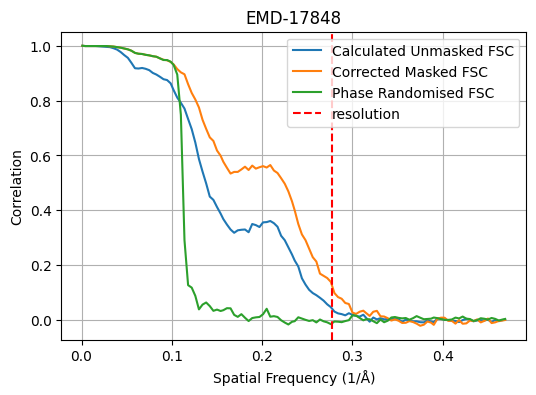 EMD-17848
1.0
0.8
0.6
0.4
0.2
0.0
Correlation
Calculated Unmasked FSC
Corrected Masked FSC
Phase Randomised FSC
resolution
0.0 0.1 0.2 0.3 0.4
Spatial Frequency (1/Å)